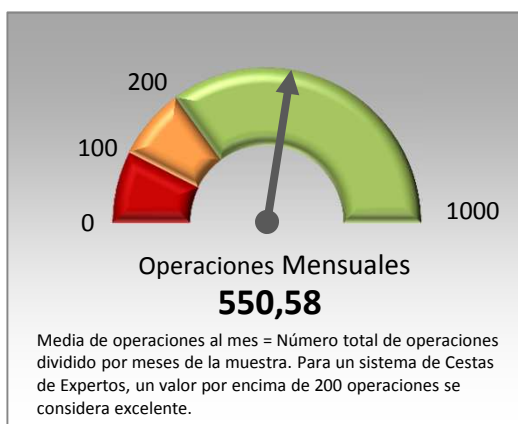 200
100
0
1000
Operaciones Mensuales
550,58
Media de operaciones al mes = Número total de operaciones
dividido por meses de la muestra. Para un sistema de Cestas
de Expertos, un valor por encima de 200 operaciones se
considera excelente.